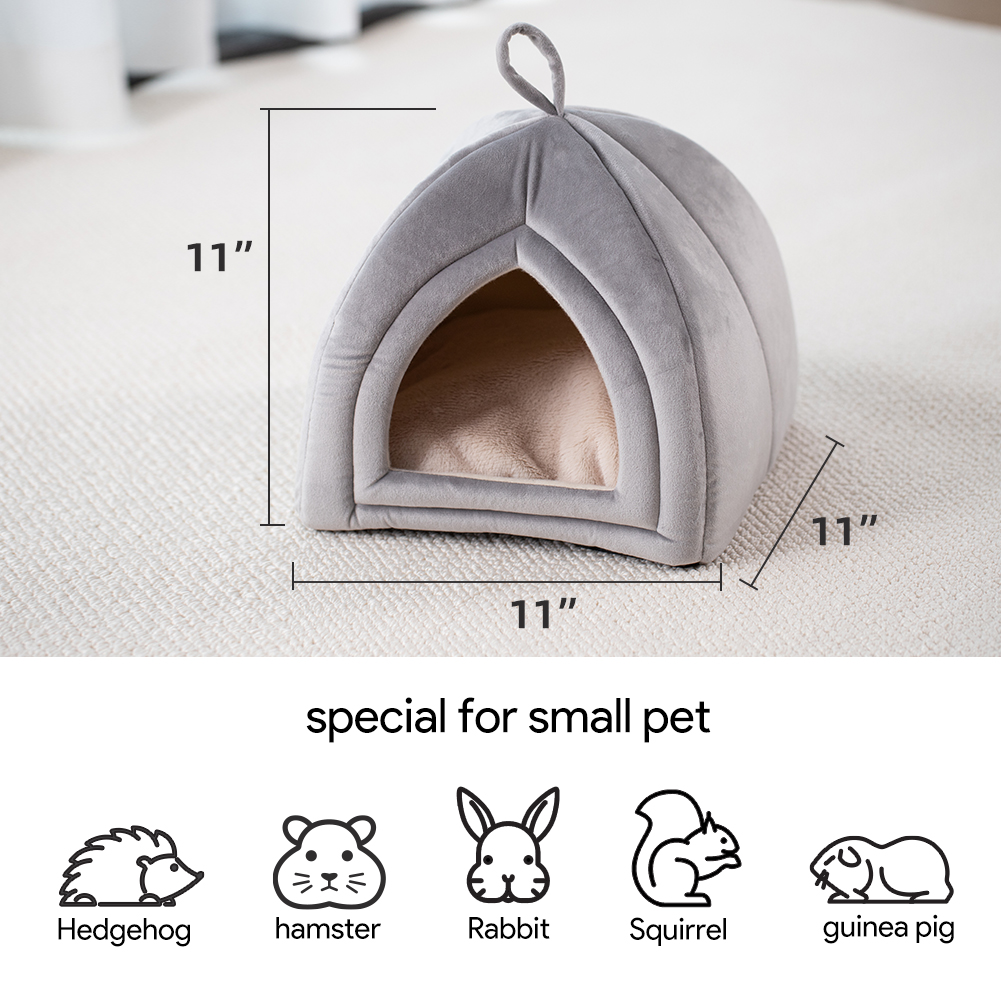 11”
11”
11”
special for small pet
Hedgehog
hamster
Rabbit
Squirrel
guinea pig